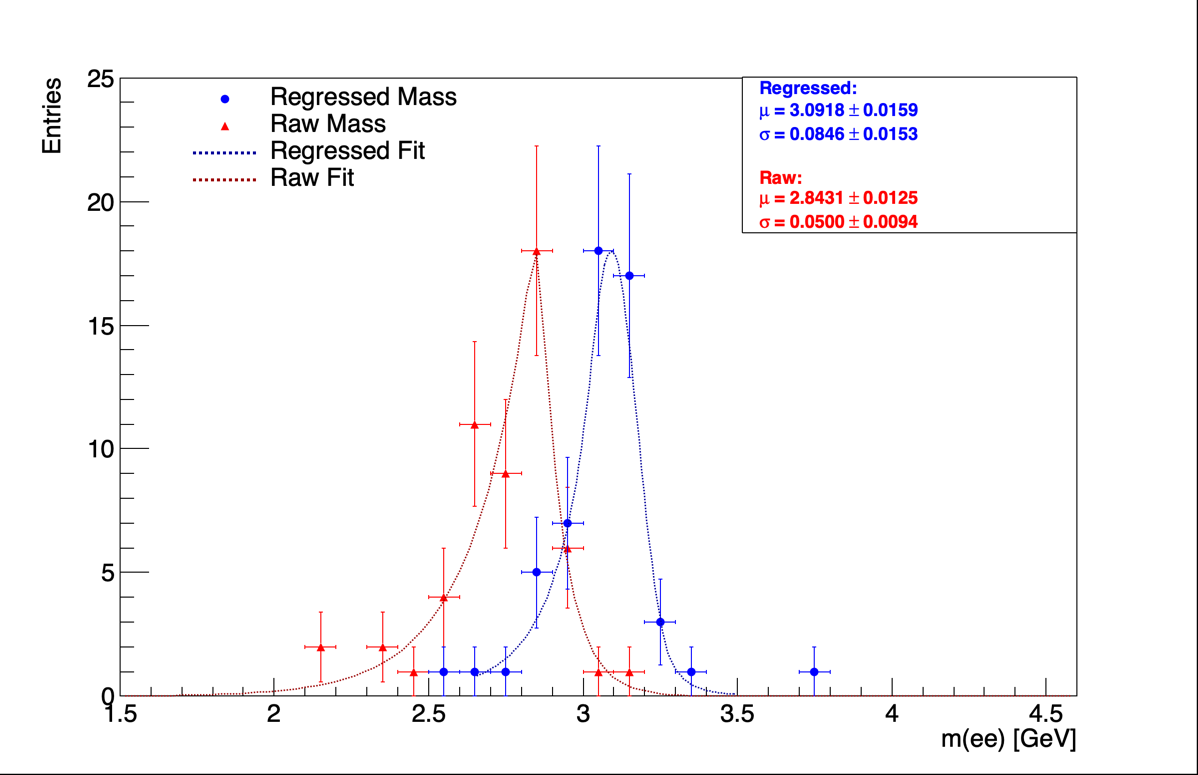 Entries
25
20
15
10
5
0
Regressed Mass
Raw Mass
Regressed Fit
Raw Fit
Regressed:
μ = 3.0918 ± 0.0159
σ = 0.0846 ± 0.0153
Raw:
μ = 2.8431 ± 0.0125
σ = 0.0500 ± 0.0094
1.5 2 2.5 3 3.5 4 4.5
m(ee) [GeV]